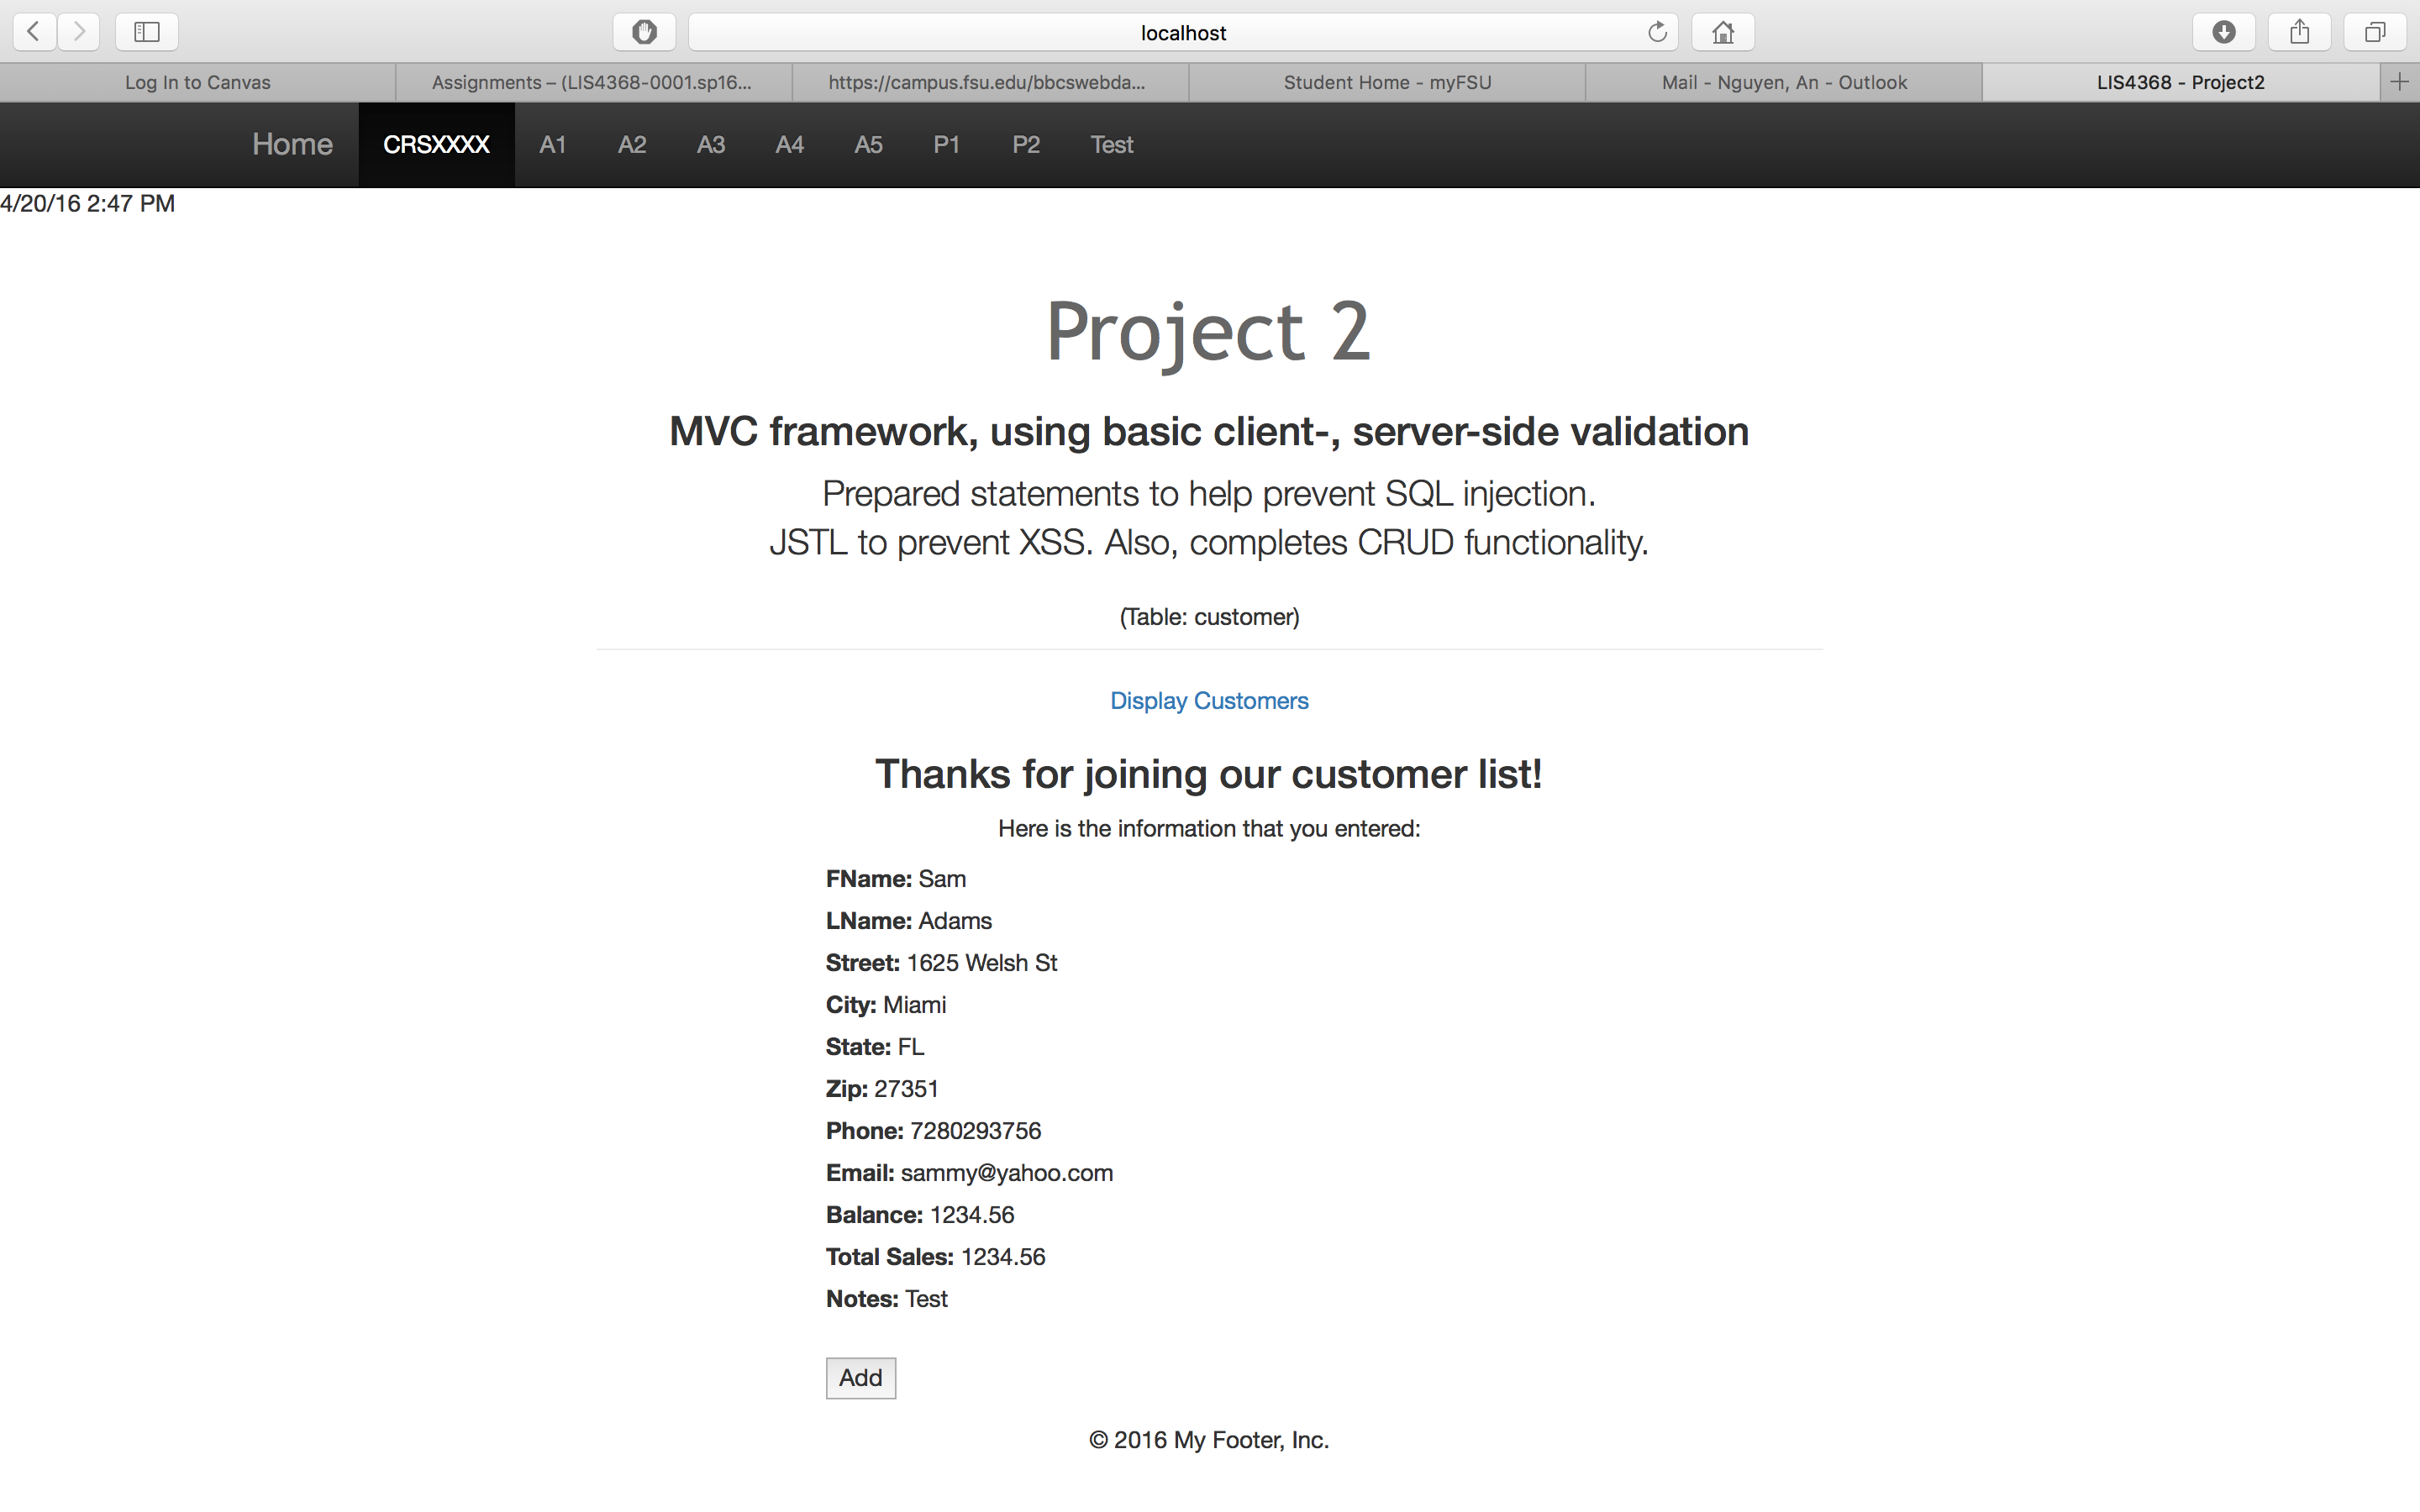 localhost
Log In to Canvas
Assignments – (LIS4368-0001.sp16...
https://campus.fsu.edu/bbcswebda...
Student Home - myFSU
Mail - Nguyen, An - Outlook
LIS4368 - Project2
Home CRSXXXX A1 A2 A3 A4 A5 P1 P2 Test
4/20/16 2:47 PM
Project 2
MVC framework, using basic client-, server-side validation
Prepared statements to help prevent SQL injection.
JSTL to prevent XSS. Also, completes CRUD functionality.
(Table: customer)
Display Customers
Thanks for joining our customer list!
Here is the information that you entered:
FName: Sam
LName: Adams
Street: 1625 Welsh St
City: Miami
State: FL
Zip: 27351
Phone: 7280293756
Email: sammy@yahoo.com
Balance: 1234.56
Total Sales: 1234.56
Notes: Test
Add
© 2016 My Footer, Inc.